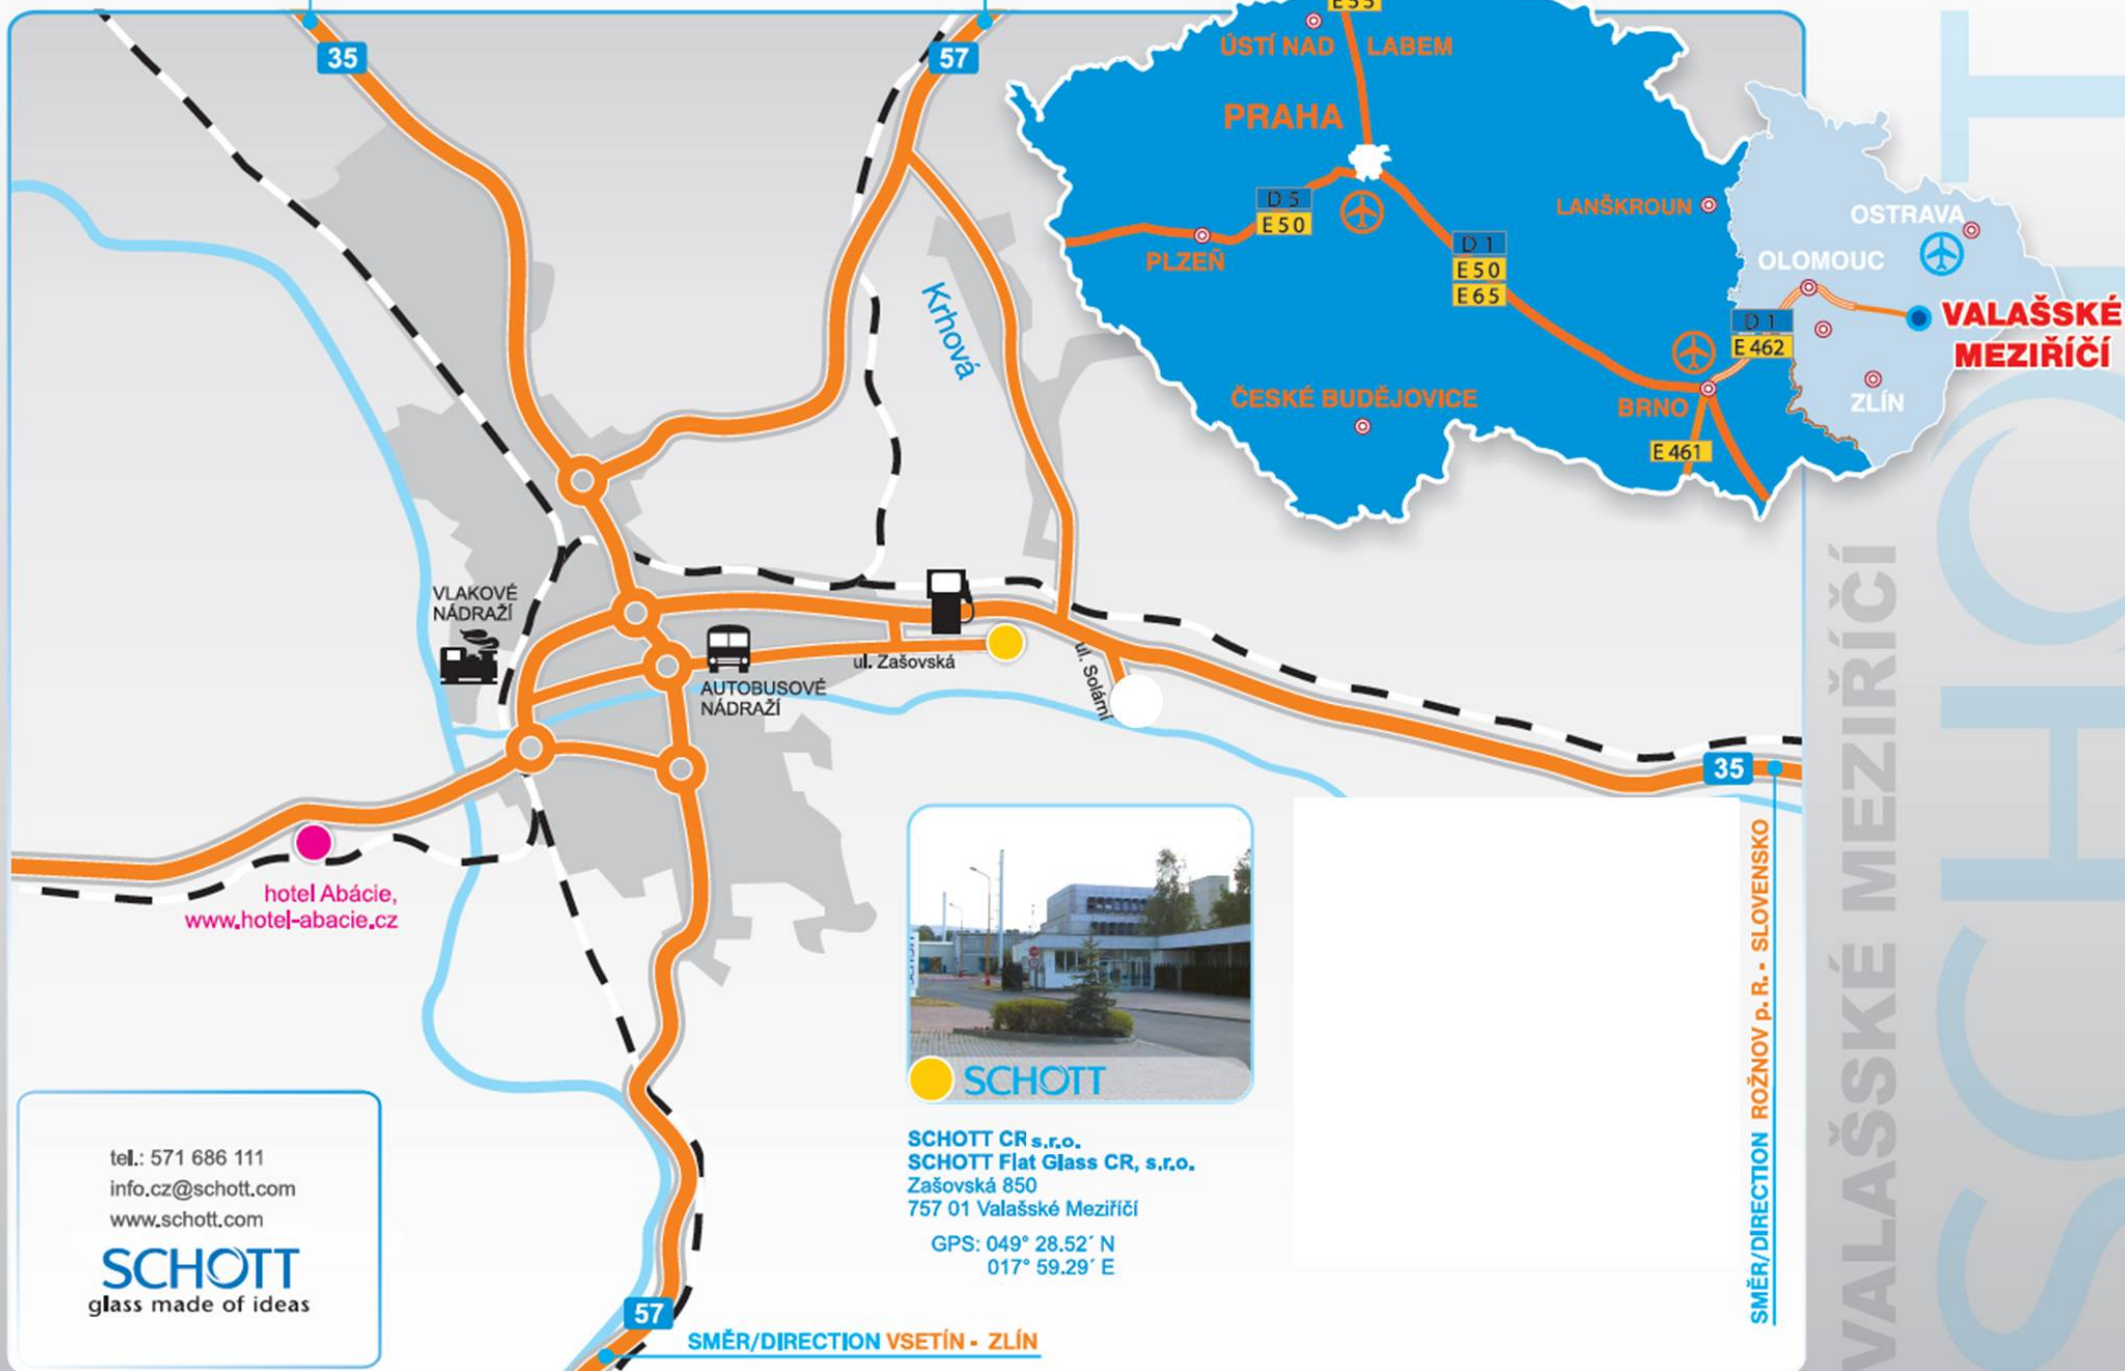 35
57
E55
ÚSTÍ NAD LABEM
PRAHA
D 5
E 50
PLZEŇ
LANŠKROUN
D 1
E 50
E 65
OSTRAVA
OLOMOUC
VALAŠSKÉ
MEZIŘÍČÍ
D 1
E 462
ČESKÉ BUDĚJOVICE
BRNO
ZLÍN
E 461
Krhová
VLAKOVÉ
NÁDRAŽÍ
AUTOBUSOVÉ
NÁDRAŽÍ
ul. Zašovská
ul. Solární
35
hotel Abácie,
www.hotel-abacie.cz
SCHOTT
SCHOTT CR s.r.o.
SCHOTT Flat Glass CR, s.r.o.
Zašovská 850
757 01 Valašské Meziříčí
GPS: 049° 28.52´ N
017° 59.29´ E
tel.: 571 686 111
info.cz@schott.com
www.schott.com
SCHOTT
glass made of ideas
57
SMĚR/DIRECTION VSETÍN - ZLÍN
SMĚR/DIRECTION ROŽNOV p. R. - SLOVENSKO
VALAŠSKÉ MEZIŘÍČÍ
SCHOTT